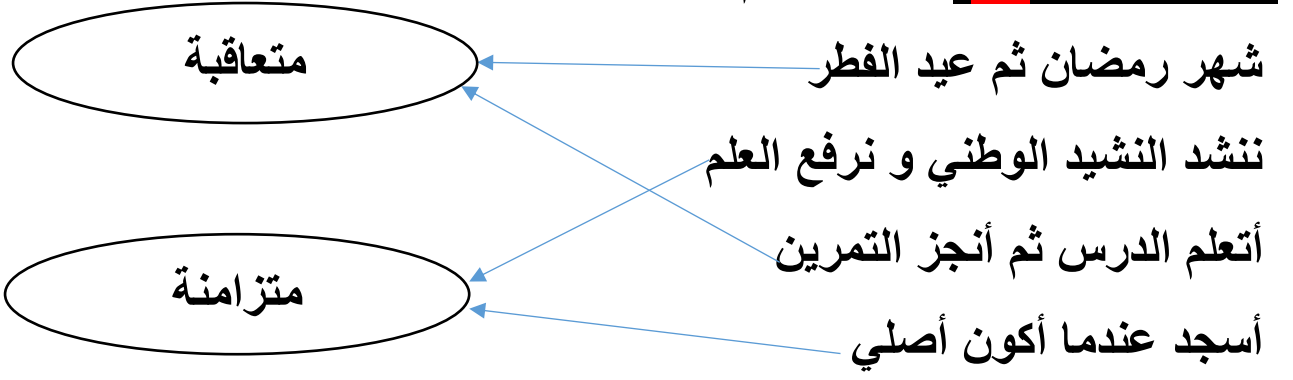 شهر رمضان ثم عيد الفطر
متعاقبة
ننشد النشيد الوطني و نرفع العلم
أتعلم الدرس ثم أنجز التمرين
متزامنة
أسجد عندما أكون أصلي